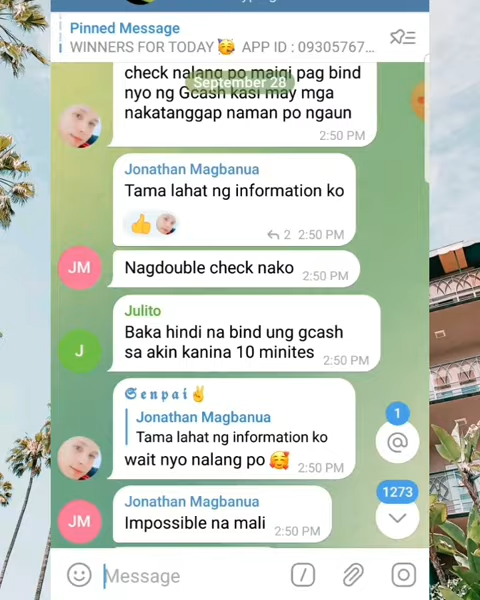 Pinned Message
WINNERS FOR TODAY 🥳 APP ID : 09305767...
check nalang po maigi pag bind
September 28
nyo ng Gcash kasi may mga
nakatanggap naman po ngaun
2:50 PM
Jonathan Magbanua
Tama lahat ng information ko
👍
2 2:50 PM
JM
Nagdouble check nako
2:50 PM
Julito
J
Baka hindi na bind ung gcash
sa akin kanina 10 minites
2:50 PM
𝕾𝖊𝖓𝖕𝖆𝖎✌
Jonathan Magbanua
Tama lahat ng information ko
wait nyo nalang po 🥰
2:50 PM
1
@
1273
Jonathan Magbanua
JM
Impossible na mali
2:50 PM
Message
/